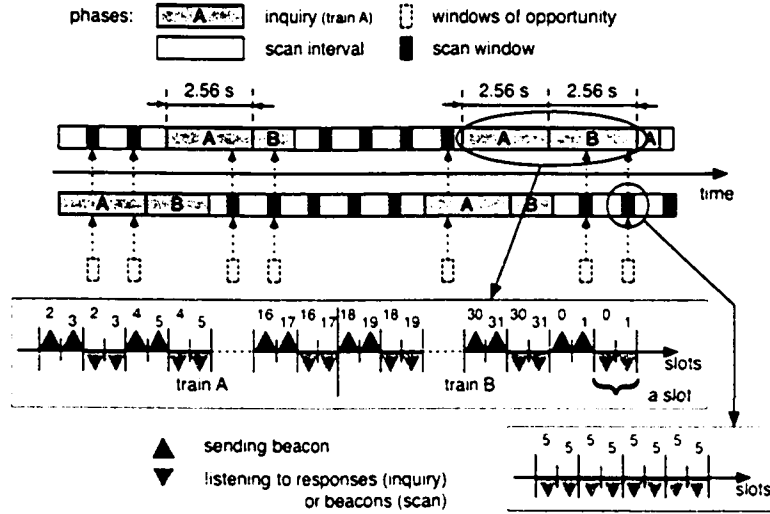 phases: A inquiry (train A) windows of opportunity
scan interval scan window
2.56 s 2.56 s 2.56 s
A B A B A
time
A B A B
2 3 2 3 4 5 4 5 16 17 16 17 18 19 18 19 30 31 30 31 0 1 0 1
slots
train A train B a slot
sending beacon
listening to responses (inquiry)
or beacons (scan)
5 5 5 5 5 5 5 5 5 5
slots